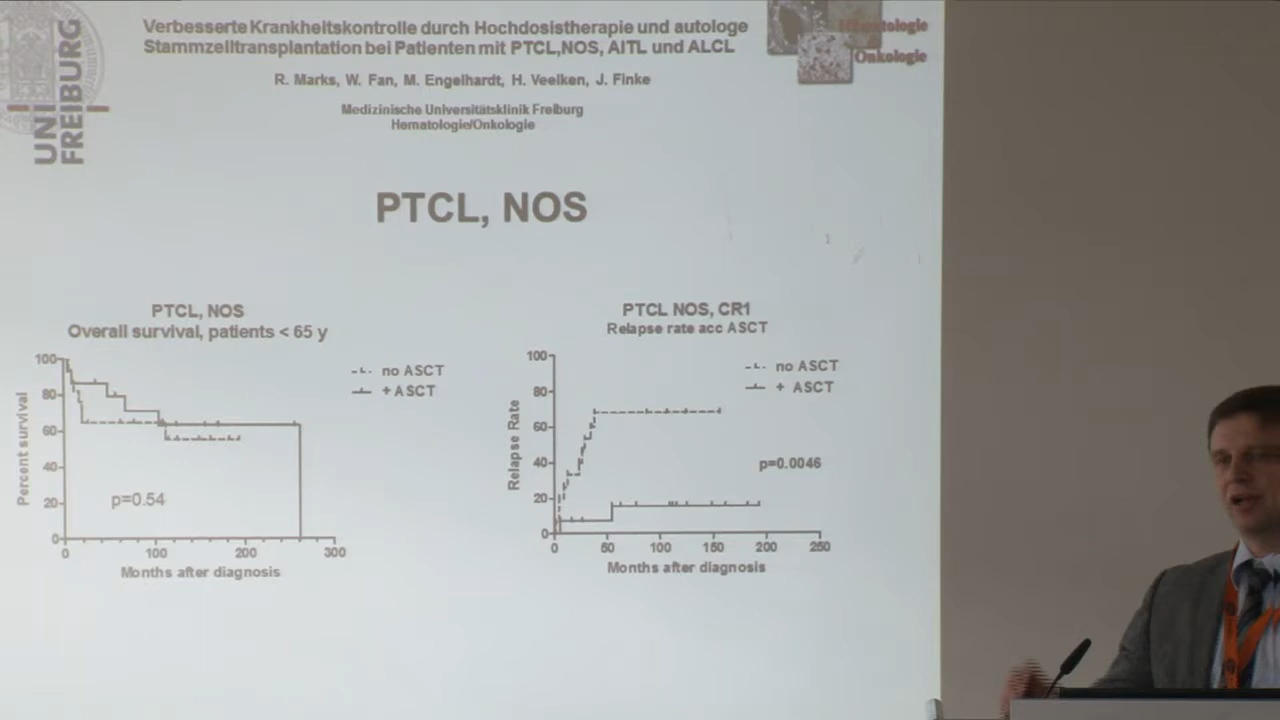 UNI
FREIBURG
Verbesserte Krankheitskontrolle durch Hochdosistherapie und autologe
Stammzelltransplantation bei Patienten mit PTCL,NOS, AITL und ALCL
R. Marks, W. Fan, M. Engelhardt, H. Veelken, J. Finke
Medizinische Universitätsklinik Freiburg
Hematologie/Onkologie
Hämatologie
Onkologie
PTCL, NOS
PTCL, NOS
Overall survival, patients < 65 y
no ASCT
+ ASCT
Percent survival
100
80
60
40
20
0
p=0.54
0 100 200 300
Months after diagnosis
PTCL NOS, CR1
Relapse rate acc ASCT
no ASCT
+ ASCT
Relapse Rate
100
80
60
40
20
0
p=0.0046
0 50 100 150 200 250
Months after diagnosis